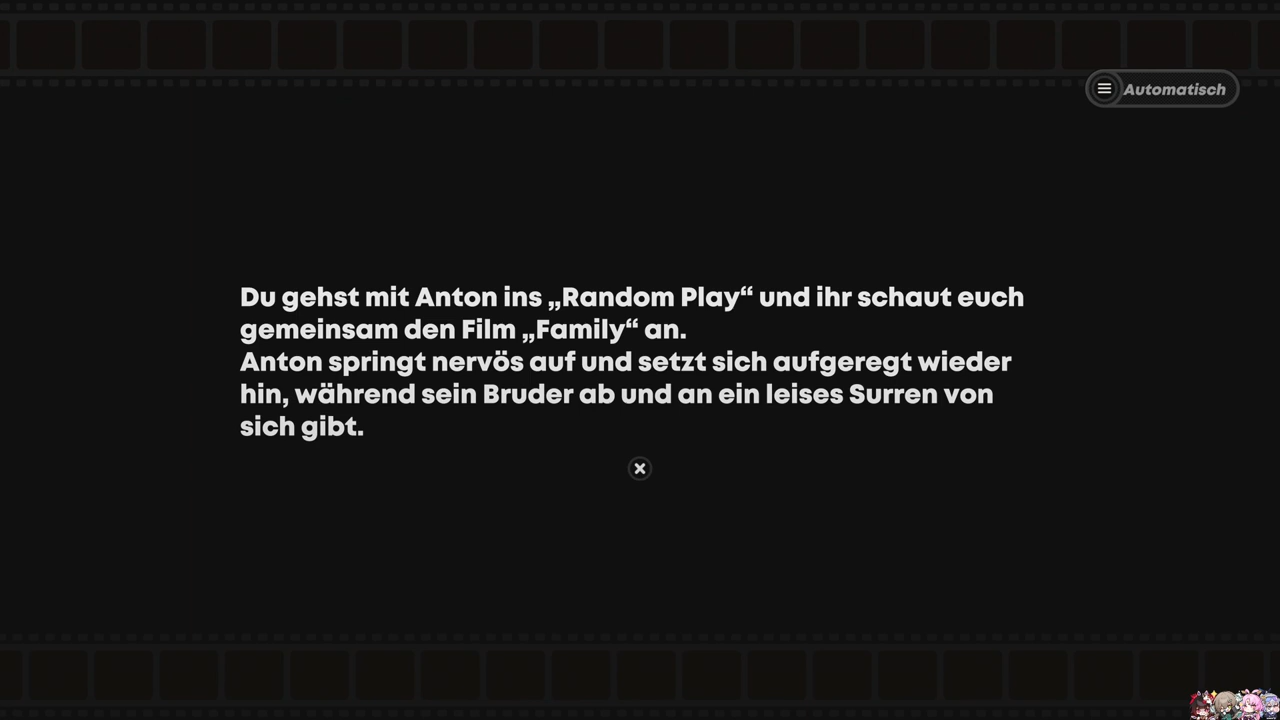 Automatisch
Du gehst mit Anton ins „Random Play“ und ihr schaut euch
gemeinsam den Film „Family“ an.
Anton springt nervös auf und setzt sich aufgeregt wieder
hin, während sein Bruder ab und an ein leises Surren von
sich gibt.